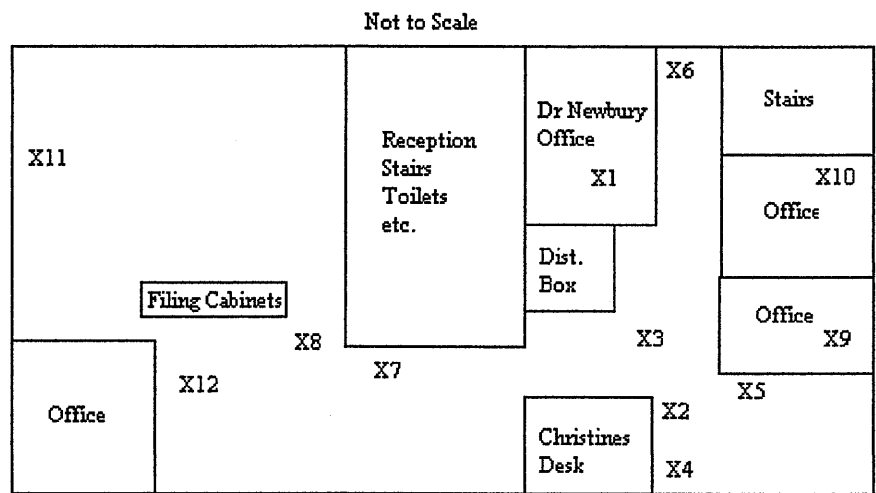 Not to Scale
X6
Stairs
Dr Newbury
Office
Reception
Stairs
Toilets
etc.
X11
X1
X10
Office
Dist.
Box
Filing Cabinets
Office
X9
X8
X3
X7
X12
X5
Office
X2
Christines
Desk
X4